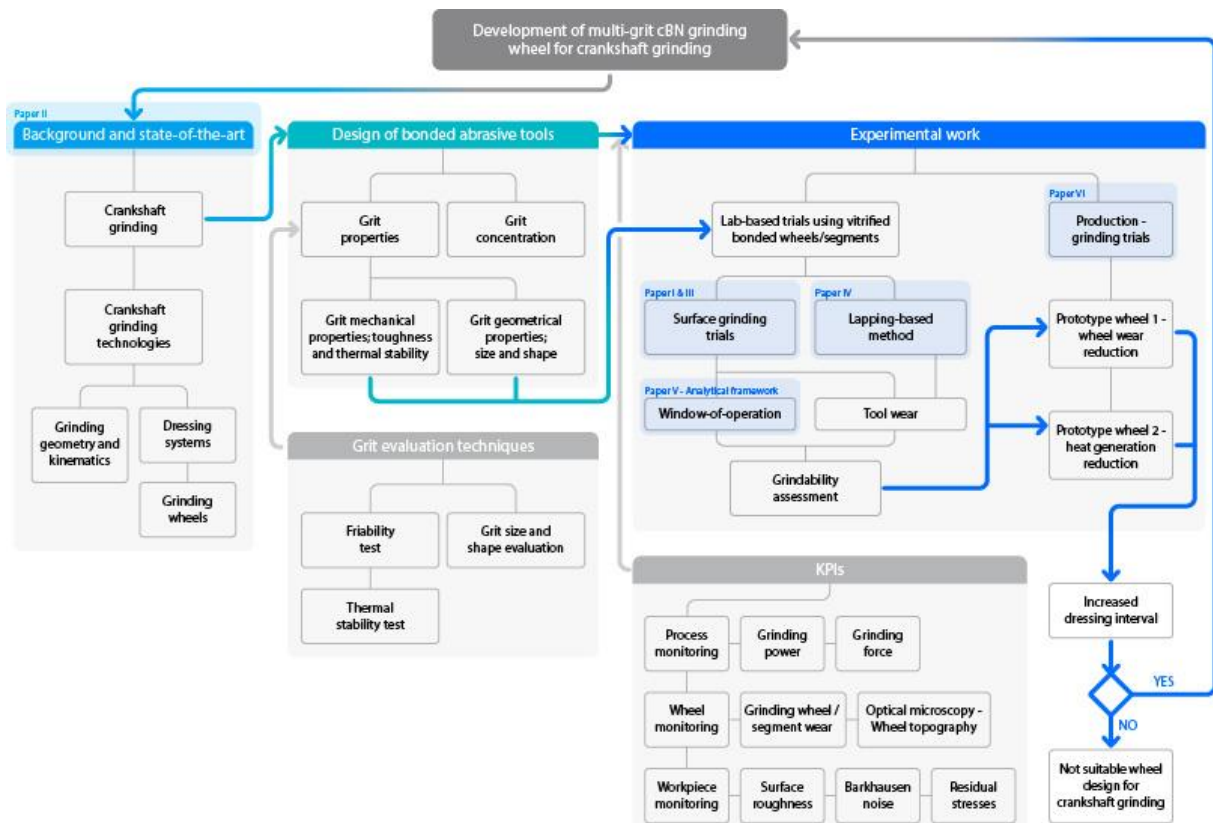 Development of multi-grit cBN grinding
wheel for crankshaft grinding
Paper II
Background and state-of-the-art
Crankshaft
grinding
Crankshaft
grinding
technologies
Grinding
geometry and
kinematics
Dressing
systems
Grinding
wheels
Design of bonded abrasive tools
Grit
properties
Grit
concentration
Grit mechanical
properties; toughness
and thermal stability
Grit geometrical
properties;
size and shape
Grit evaluation techniques
Friability
test
Grit size and
shape evaluation
Thermal
stability test
Experimental work
Lab-based trials using vitrified
bonded wheels/segments
Paper VI
Production -
grinding trials
Paper I & III
Surface grinding
trials
Paper IV
Lapping-based
method
Paper V - Analytical framework
Window-of-operation
Tool wear
Grindability
assessment
Prototype wheel 1 -
wheel wear
reduction
Prototype wheel 2 -
heat generation
reduction
KPIs
Process
monitoring
Grinding
power
Grinding
force
Wheel
monitoring
Grinding wheel /
segment wear
Optical microscopy -
Wheel topography
Workpiece
monitoring
Surface
roughness
Barkhausen
noise
Residual
stresses
Increased
dressing interval
YES
NO
Not suitable wheel
design for
crankshaft grinding